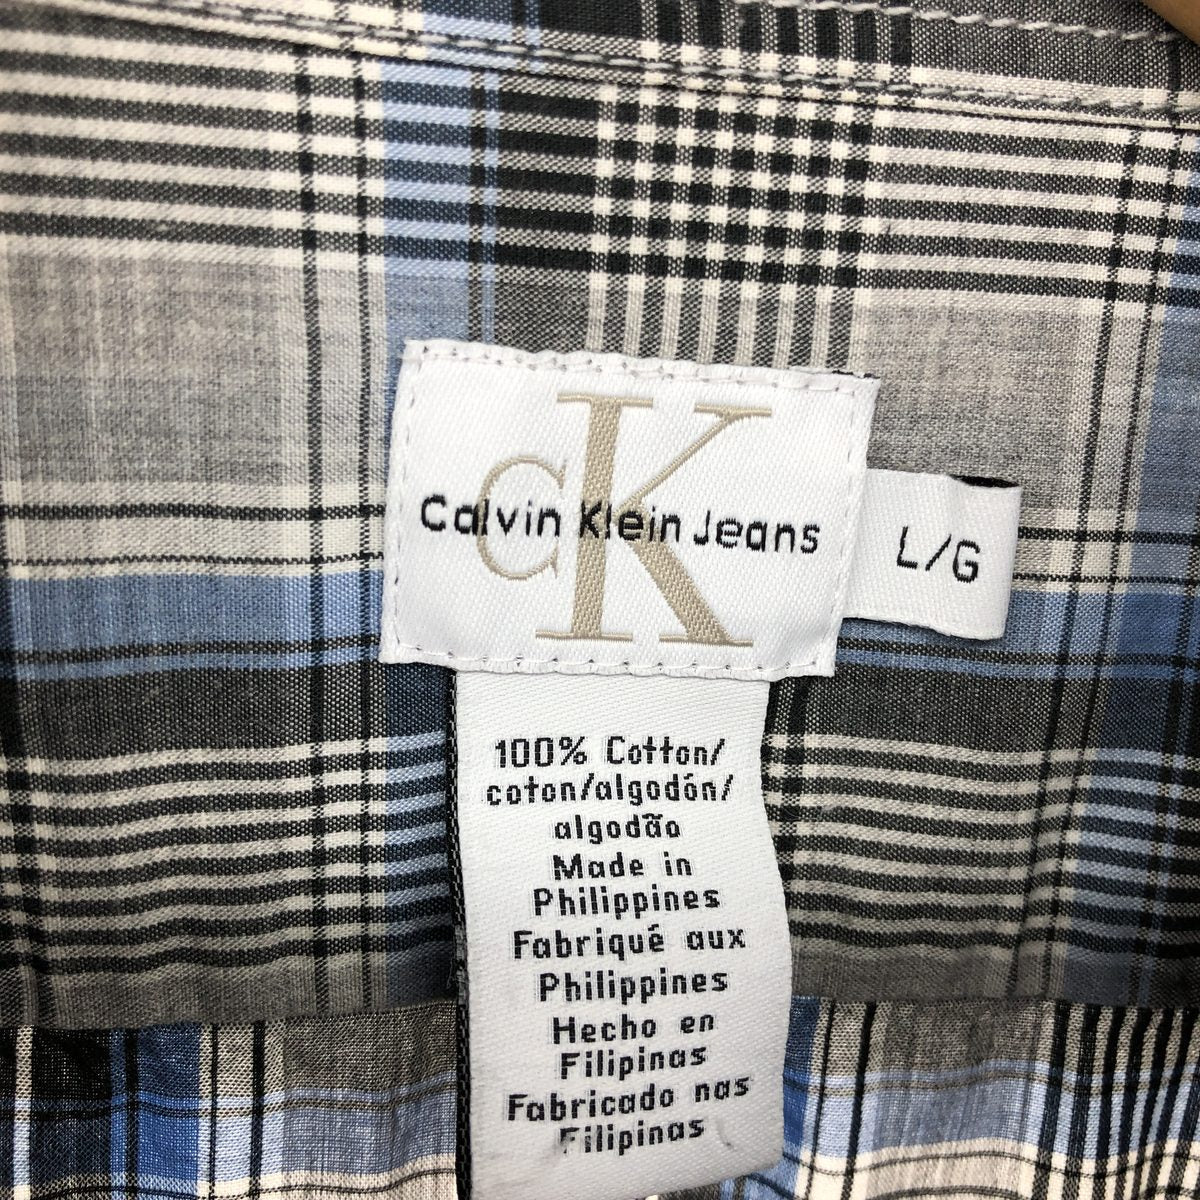 CK
Calvin Klein Jeans
L/G
100% Cotton/
coton/algodón/
algodão
Made in
Philippines
Fabriqué aux
Philippines
Hecho en
Filipinas
Fabricado nas
Filipinas